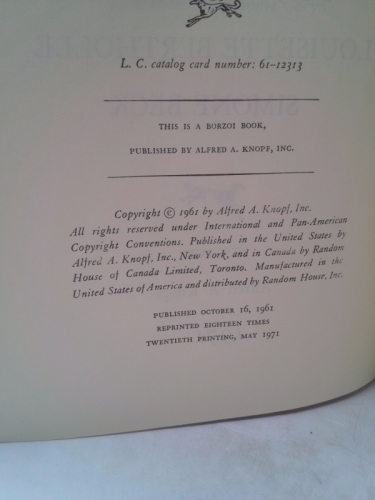 L. C. catalog card number: 61-12313
THIS IS A BORZOI BOOK,
PUBLISHED BY ALFRED A. KNOPF, INC.
Copyright © 1961 by Alfred A. Knopf, Inc.
All rights reserved under International and Pan-American
Copyright Conventions. Published in the United States by
Alfred A. Knopf, Inc., New York, and in Canada by Random
House of Canada Limited, Toronto. Manufactured in the
United States of America and distributed by Random House, Inc.
PUBLISHED OCTOBER 16, 1961
REPRINTED EIGHTEEN TIMES
TWENTIETH PRINTING, MAY 1971